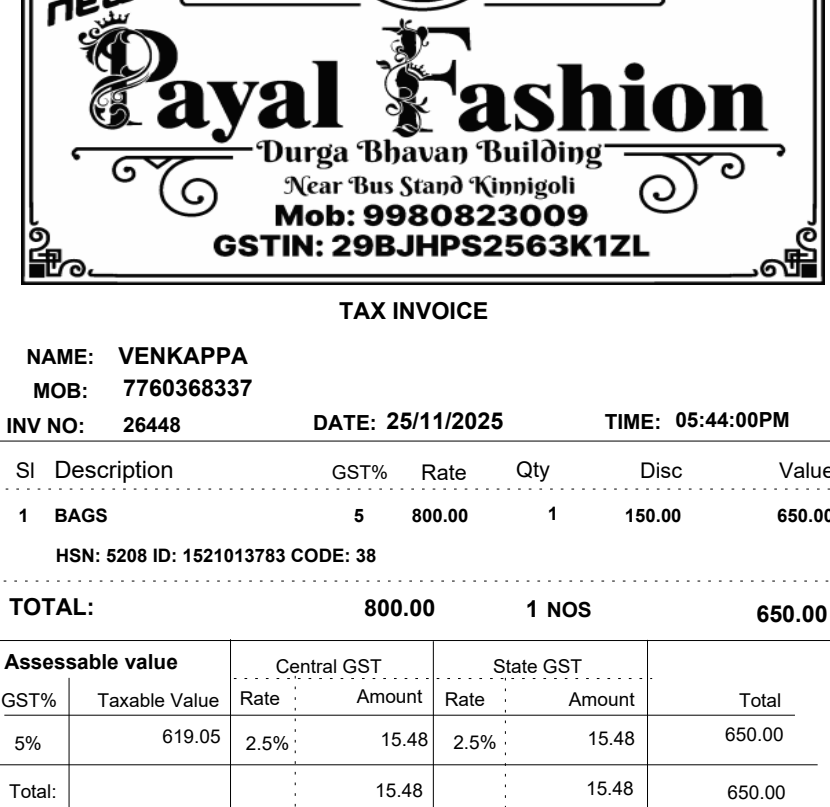 new
Payal Fashion
Durga Bhavan Building
Near Bus Stand Kinnigoli
Mob: 9980823009
GSTIN: 29BJHPS2563K1ZL
TAX INVOICE
NAME: VENKAPPA
MOB: 7760368337
INV NO: 26448 DATE: 25/11/2025 TIME: 05:44:00PM
Sl Description GST% Rate Qty Disc Value
1 BAGS 5 800.00 1 150.00 650.00
HSN: 5208 ID: 1521013783 CODE: 38
TOTAL: 800.00 1 NOS 650.00
Assessable value Central GST State GST
GST% Taxable Value Rate Amount Rate Amount Total
5% 619.05 2.5% 15.48 2.5% 15.48 650.00
Total: 15.48 15.48 650.00